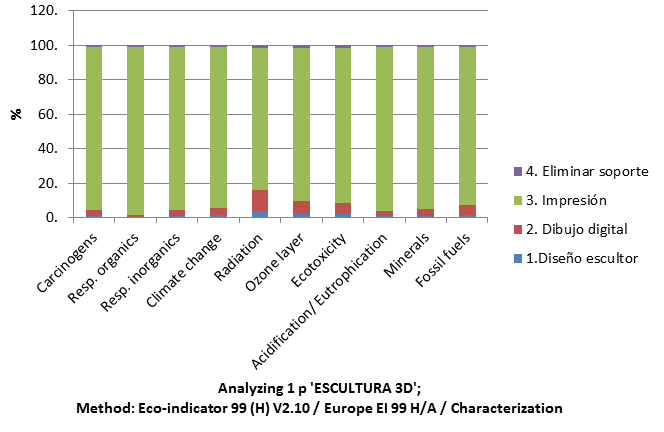 120.
100.
80.
60.
40.
20.
0.
%
Carcinogens
Resp. organics
Resp. inorganics
Climate change
Radiation
Ozone layer
Ecotoxicity
Acidification/ Eutrophication
Minerals
Fossil fuels
4. Eliminar soporte
3. Impresión
2. Dibujo digital
1.Diseño escultor
Analyzing 1 p 'ESCULTURA 3D';
Method: Eco-indicator 99 (H) V2.10 / Europe EI 99 H/A / Characterization